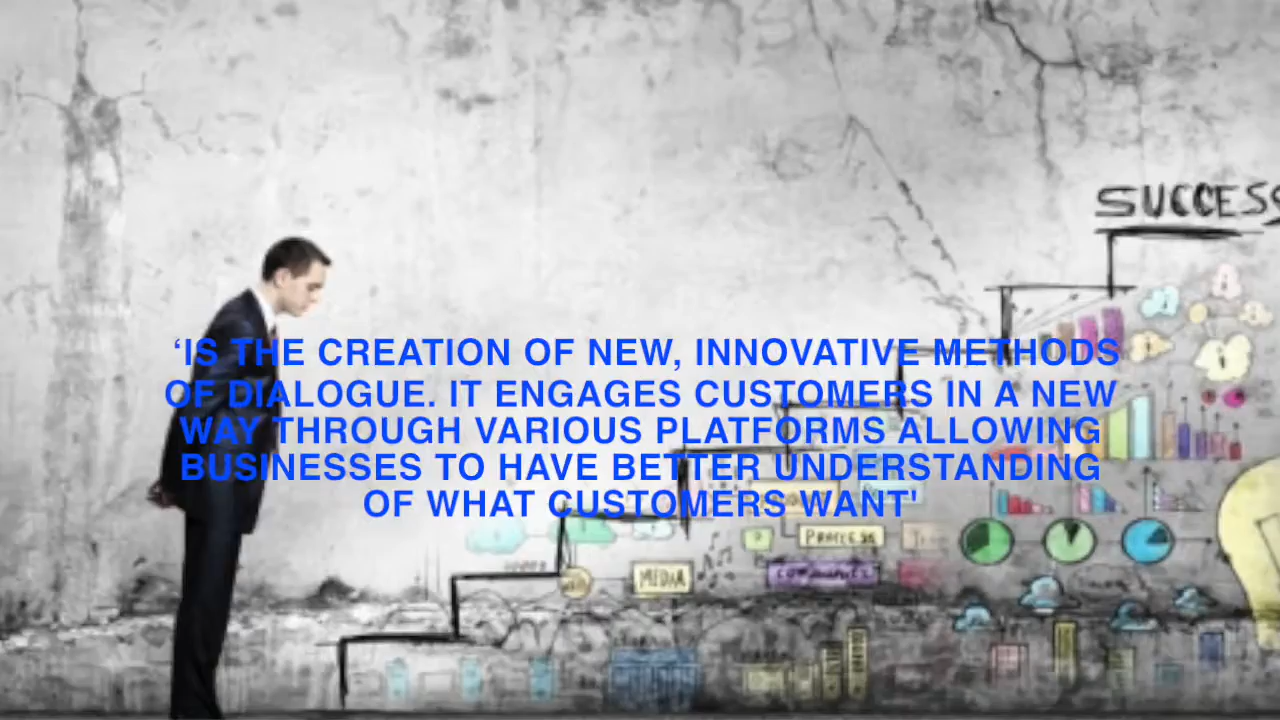 SUCCESS
‘IS THE CREATION OF NEW, INNOVATIVE METHODS
OF DIALOGUE. IT ENGAGES CUSTOMERS IN A NEW
WAY THROUGH VARIOUS PLATFORMS ALLOWING
BUSINESSES TO HAVE BETTER UNDERSTANDING
OF WHAT CUSTOMERS WANT'
PROCESS
MEDIA